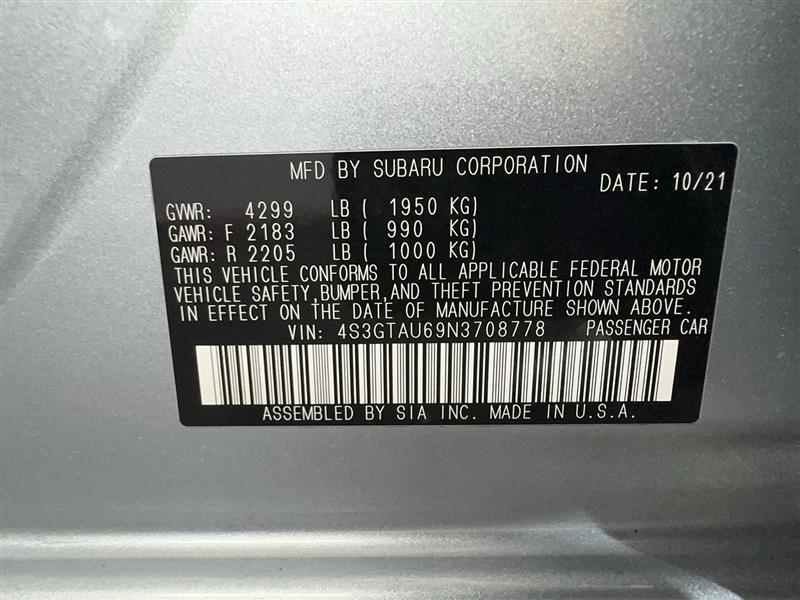 MFD BY SUBARU CORPORATION
DATE: 10/21
GVWR: 4299 LB ( 1950 KG)
GAWR: F 2183 LB ( 990 KG)
GAWR: R 2205 LB ( 1000 KG)
THIS VEHICLE CONFORMS TO ALL APPLICABLE FEDERAL MOTOR
VEHICLE SAFETY, BUMPER, AND THEFT PREVENTION STANDARDS
IN EFFECT ON THE DATE OF MANUFACTURE SHOWN ABOVE.
VIN: 4S3GTAU69N3708778 PASSENGER CAR
ASSEMBLED BY SIA INC. MADE IN U.S.A.